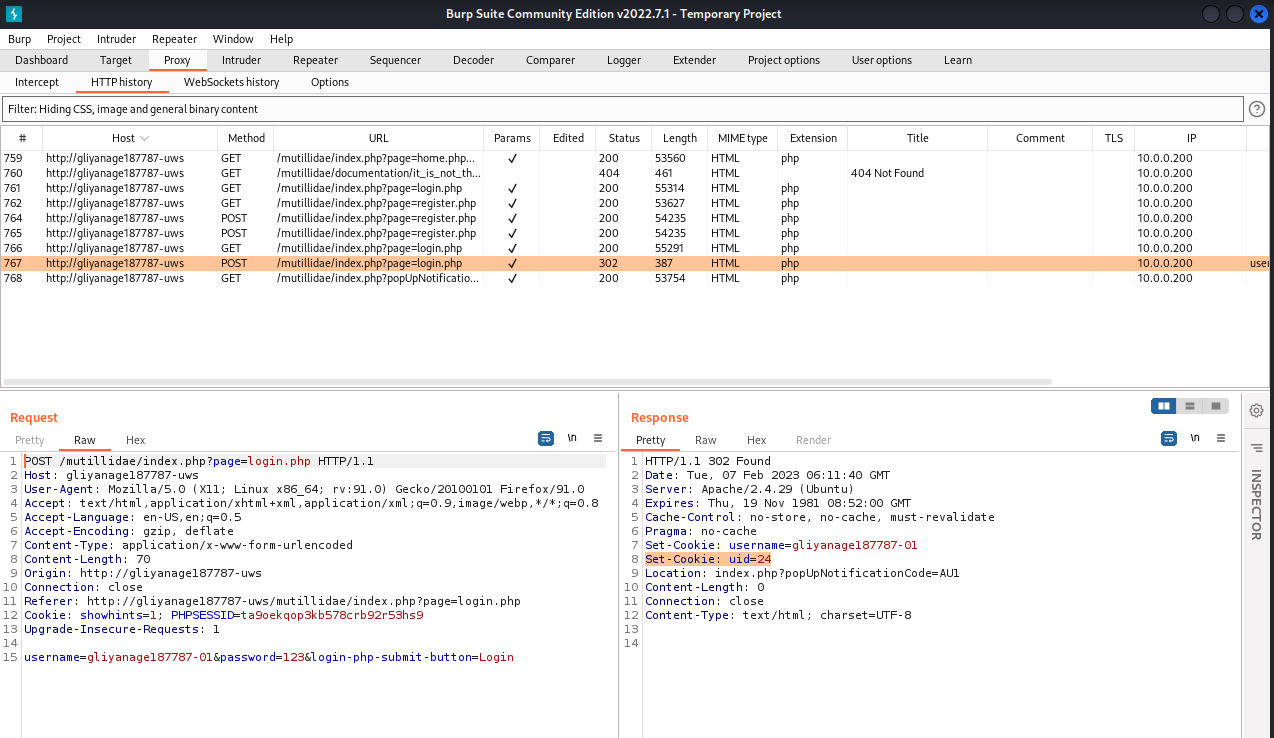 Burp Suite Community Edition v2022.7.1 - Temporary Project
Burp Project Intruder Repeater Window Help
Dashboard Target Proxy Intruder Repeater Sequencer Decoder Comparer Logger Extender Project options User options Learn
Intercept HTTP history WebSockets history Options
Filter: Hiding CSS, image and general binary content ?
# Host Method URL Params Edited Status Length MIME type Extension Title Comment TLS IP
759 http://gliyanage187787-uws GET /mutillidae/index.php?page=home.php... ✓ 200 53560 HTML php 10.0.0.200
760 http://gliyanage187787-uws GET /mutillidae/documentation/it_is_not_th... 404 461 HTML 404 Not Found 10.0.0.200
761 http://gliyanage187787-uws GET /mutillidae/index.php?page=login.php ✓ 200 55314 HTML php 10.0.0.200
762 http://gliyanage187787-uws GET /mutillidae/index.php?page=register.php ✓ 200 53627 HTML php 10.0.0.200
764 http://gliyanage187787-uws POST /mutillidae/index.php?page=register.php ✓ 200 54235 HTML php 10.0.0.200
765 http://gliyanage187787-uws POST /mutillidae/index.php?page=register.php ✓ 200 54235 HTML php 10.0.0.200
766 http://gliyanage187787-uws GET /mutillidae/index.php?page=login.php ✓ 200 55291 HTML php 10.0.0.200
767 http://gliyanage187787-uws POST /mutillidae/index.php?page=login.php ✓ 302 387 HTML php 10.0.0.200 user
768 http://gliyanage187787-uws GET /mutillidae/index.php?popUpNotificatio... ✓ 200 53754 HTML php 10.0.0.200
Request
Pretty Raw Hex \n
1 POST /mutillidae/index.php?page=login.php HTTP/1.1
2 Host: gliyanage187787-uws
3 User-Agent: Mozilla/5.0 (X11; Linux x86_64; rv:91.0) Gecko/20100101 Firefox/91.0
4 Accept: text/html,application/xhtml+xml,application/xml;q=0.9,image/webp,*/*;q=0.8
5 Accept-Language: en-US,en;q=0.5
6 Accept-Encoding: gzip, deflate
7 Content-Type: application/x-www-form-urlencoded
8 Content-Length: 70
9 Origin: http://gliyanage187787-uws
10 Connection: close
11 Referer: http://gliyanage187787-uws/mutillidae/index.php?page=login.php
12 Cookie: showhints=1; PHPSESSID=ta9oekqop3kb578crb92r53hs9
13 Upgrade-Insecure-Requests: 1
14
15 username=gliyanage187787-01&password=123&login-php-submit-button=Login
Response
Pretty Raw Hex Render \n
1 HTTP/1.1 302 Found
2 Date: Tue, 07 Feb 2023 06:11:40 GMT
3 Server: Apache/2.4.29 (Ubuntu)
4 Expires: Thu, 19 Nov 1981 08:52:00 GMT
5 Cache-Control: no-store, no-cache, must-revalidate
6 Pragma: no-cache
7 Set-Cookie: username=gliyanage187787-01
8 Set-Cookie: uid=24
9 Location: index.php?popUpNotificationCode=AU1
10 Content-Length: 0
11 Connection: close
12 Content-Type: text/html; charset=UTF-8
13
14
INSPECTOR